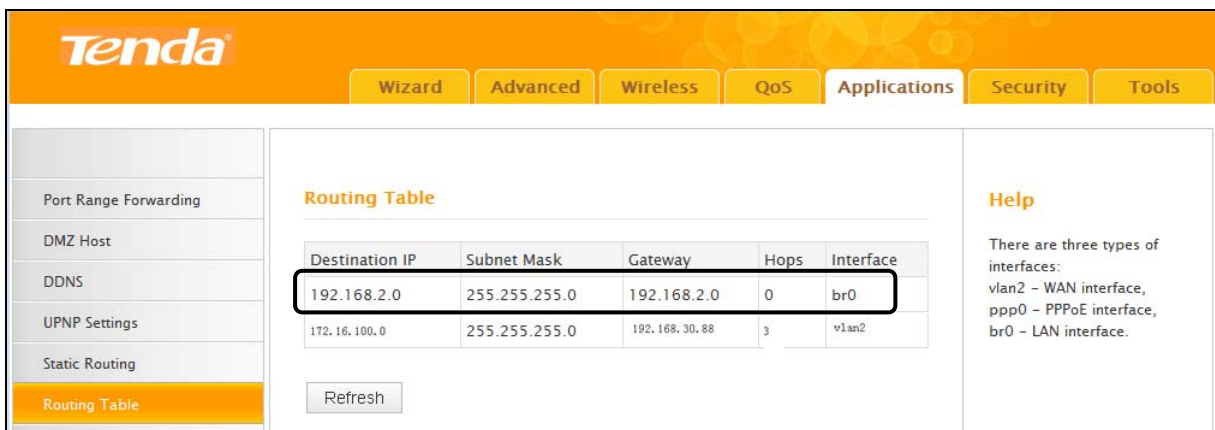 Tenda
Wizard Advanced Wireless QoS Applications Security Tools
Port Range Forwarding
DMZ Host
DDNS
UPNP Settings
Static Routing
Routing Table
Routing Table
Destination IP Subnet Mask Gateway Hops Interface
192.168.2.0 255.255.255.0 192.168.2.0 0 br0
172.16.100.0 255.255.255.0 192.168.30.88 3 vlan2
Refresh
Help
There are three types of
interfaces:
vlan2 - WAN interface,
ppp0 - PPPoE interface,
br0 - LAN interface.